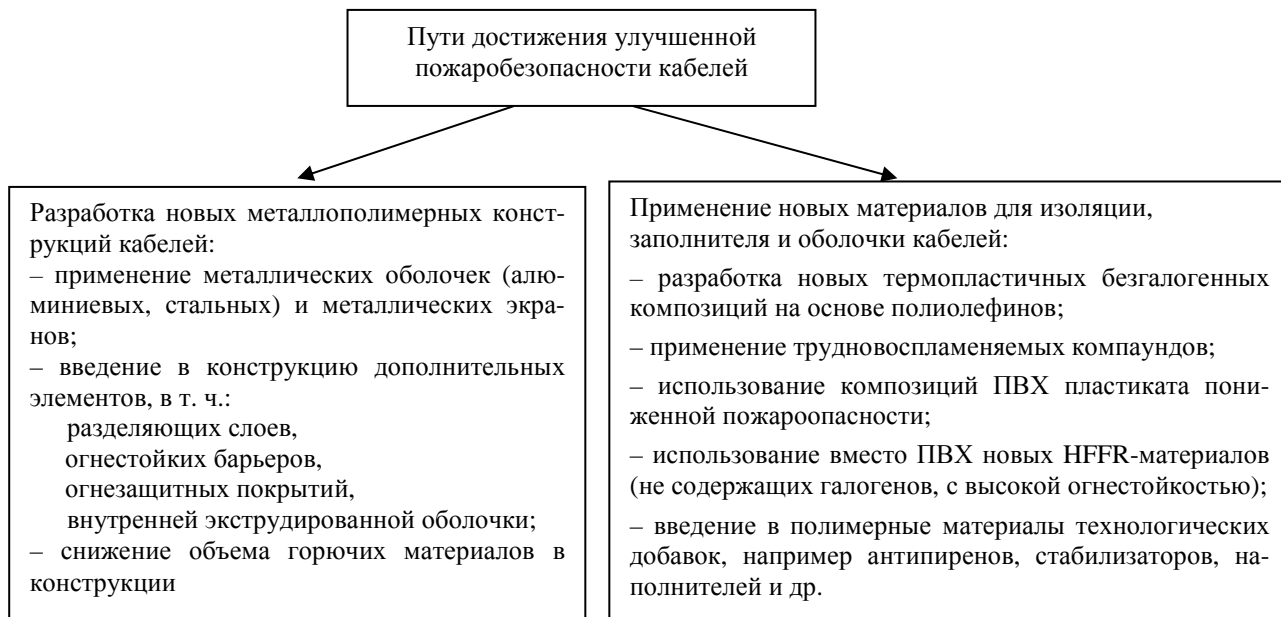 Пути достижения улучшенной
пожаробезопасности кабелей
Разработка новых металлополимерных конст-
рукций кабелей:
– применение металлических оболочек (алю-
миниевых, стальных) и металлических экра-
нов;
– введение в конструкцию дополнительных
элементов, в т. ч.:
разделяющих слоев,
огнестойких барьеров,
огнезащитных покрытий,
внутренней экструдированной оболочки;
– снижение объема горючих материалов в
конструкции
Применение новых материалов для изоляции,
заполнителя и оболочки кабелей:
– разработка новых термопластичных безгалогенных
композиций на основе полиолефинов;
– применение трудновоспламеняемых компаундов;
– использование композиций ПВХ пластиката пони-
женной пожароопасности;
– использование вместо ПВХ новых HFFR-материалов
(не содержащих галогенов, с высокой огнестойкостью);
– введение в полимерные материалы технологических
добавок, например антипиренов, стабилизаторов, на-
полнителей и др.